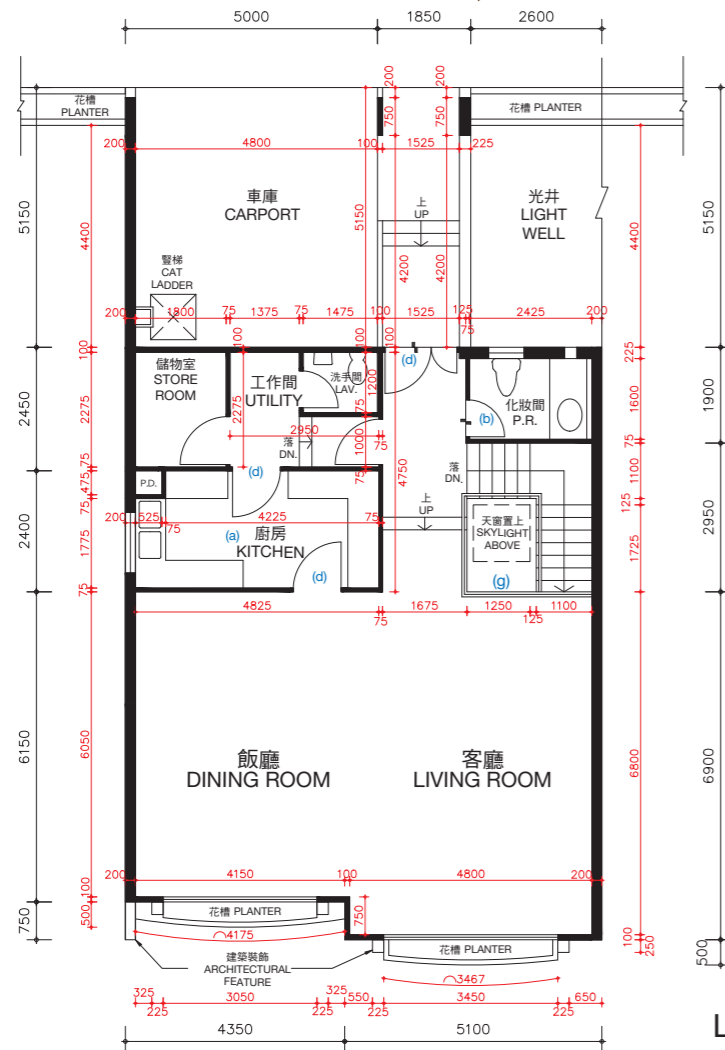 5000 1850 2600
花槽
PLANTER
200
750
200
750
花槽 PLANTER
200 4800 100 1525 225
5150
4400
車庫
CARPORT
5150
上
UP
光井
LIGHT
WELL
4400
5150
4200
4200
豎梯
CAT
LADDER
200 1800 75 1375 75 1475 100 1525 125 75 2425 200
100
100
100
(d)
225
儲物室
STORE
ROOM
工作間
UTILITY
洗手間
LAV.
1200
2450
2275
2275
化妝間
P.R.
(b)
1600
1900
2950 75
落
DN.
1000
75
75
(d)
4750
落
DN.
75
1100
475
P.D.
上
UP
125
75
200 525 75 4225 75
(a)
廚房
KITCHEN
天窗置上
SKYLIGHT
ABOVE
2400
1775
1725
2950
(d)
(g)
75
4825 75 1675 1250 125 1100
6150
6050
飯廳
DINING ROOM
客廳
LIVING ROOM
6800
6900
200 4150 100 4800 200
100
750
500
花槽 PLANTER
750
4175
花槽 PLANTER
100
250
500
建築裝飾
ARCHITECTURAL
FEATURE
3467
325 225 3050 225 325 550 225 3450 225 650
4350 5100
L